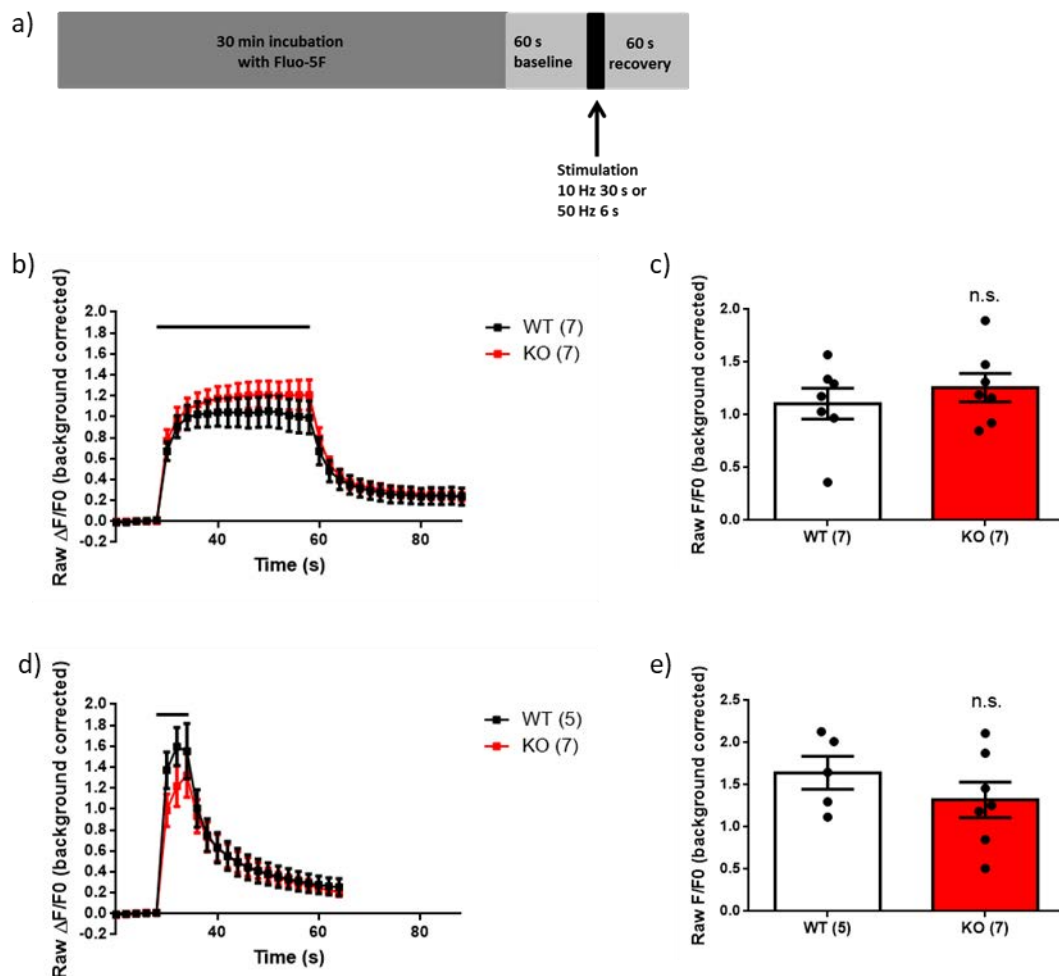 a)
30 min incubation
with Fluo-5F
60 s
baseline
60 s
recovery
Stimulation
10 Hz 30 s or
50 Hz 6 s
b)
Raw ΔF/F0 (background corrected)
2.0
1.8
1.6
1.4
1.2
1.0
0.8
0.6
0.4
0.2
0.0
-0.2
40
60
80
Time (s)
WT (7)
KO (7)
c)
Raw F/F0 (background corrected)
2.0
1.5
1.0
0.5
0.0
n.s.
WT (7)
KO (7)
d)
Raw ΔF/F0 (background corrected)
2.0
1.8
1.6
1.4
1.2
1.0
0.8
0.6
0.4
0.2
0.0
-0.2
40
60
80
Time (s)
WT (5)
KO (7)
e)
Raw F/F0 (background corrected)
2.5
2.0
1.5
1.0
0.5
0.0
n.s.
WT (5)
KO (7)